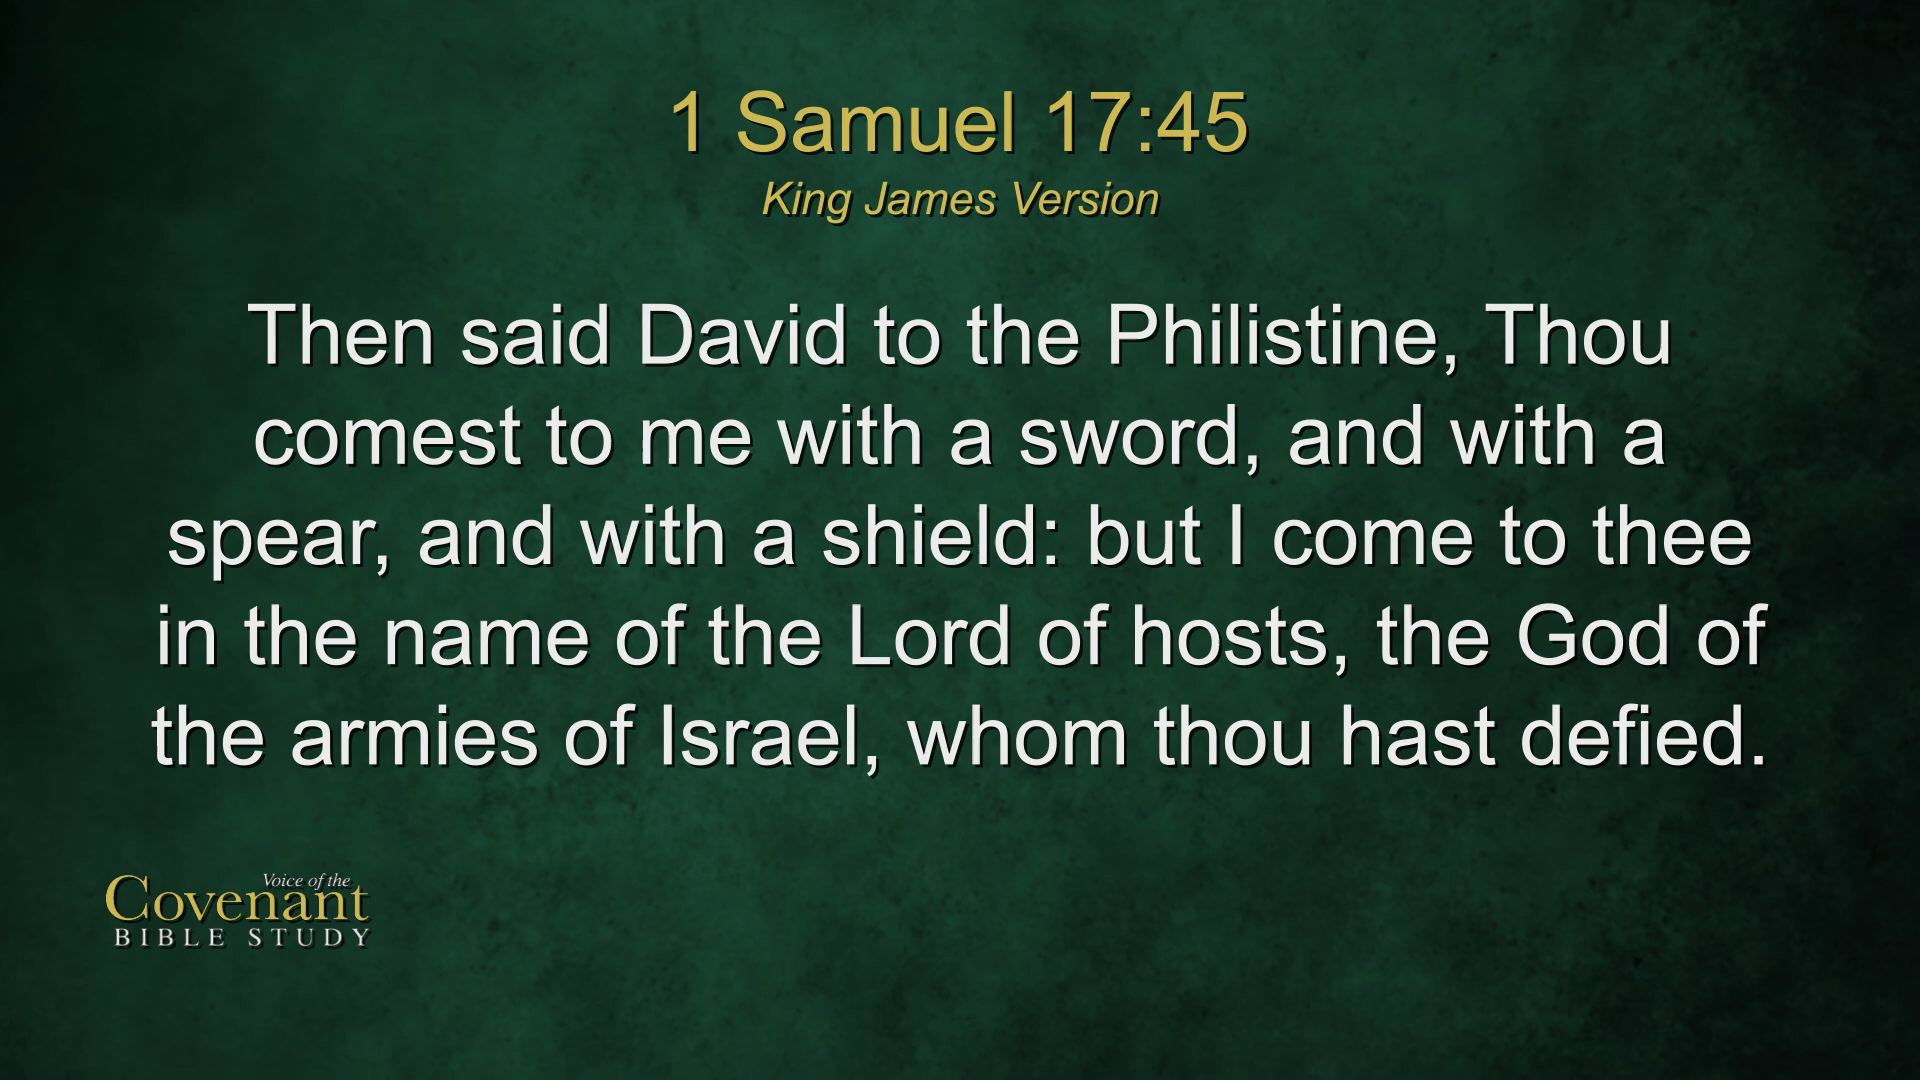 1 Samuel 17:45
King James Version
Then said David to the Philistine, Thou
comest to me with a sword, and with a
spear, and with a shield: but I come to thee
in the name of the Lord of hosts, the God of
the armies of Israel, whom thou hast defied.
Voice of the
Covenant
BIBLE STUDY